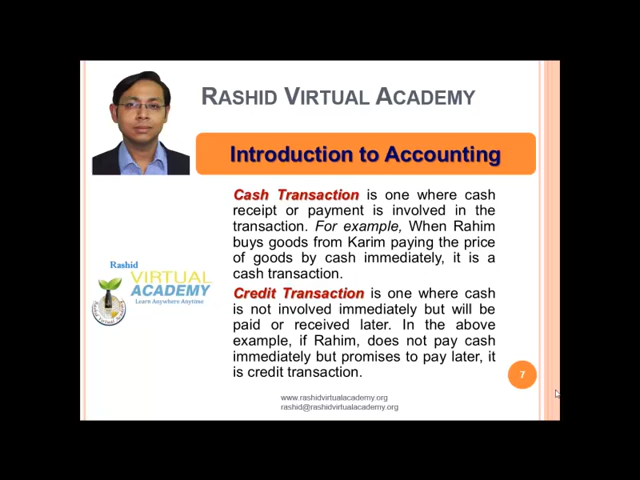 RASHID VIRTUAL ACADEMY
Introduction to Accounting
Cash Transaction is one where cash
receipt or payment is involved in the
transaction. For example, When Rahim
buys goods from Karim paying the price
of goods by cash immediately, it is a
cash transaction.
Credit Transaction is one where cash
is not involved immediately but will be
paid or received later. In the above
example, if Rahim, does not pay cash
immediately but promises to pay later, it
is credit transaction.
Rashid
VIRTUAL
ACADEMY
Learn Anywhere Anytime
7
www.rashidvirtualacademy.org
rashid@rashidvirtualacademy.org